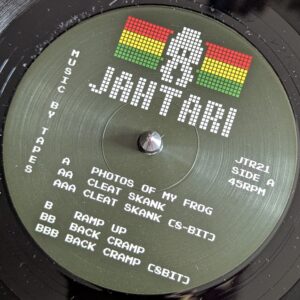 JAHTARI
MUSIC BY TAPES
JTR21
SIDE A
45RPM
A PHOTOS OF MY FROG
AA CLEAT SKANK
AAA CLEAT SKANK (8-BIT)
B RAMP UP
BB BACK CRAMP
BBB BACK CRAMP (8BIT)